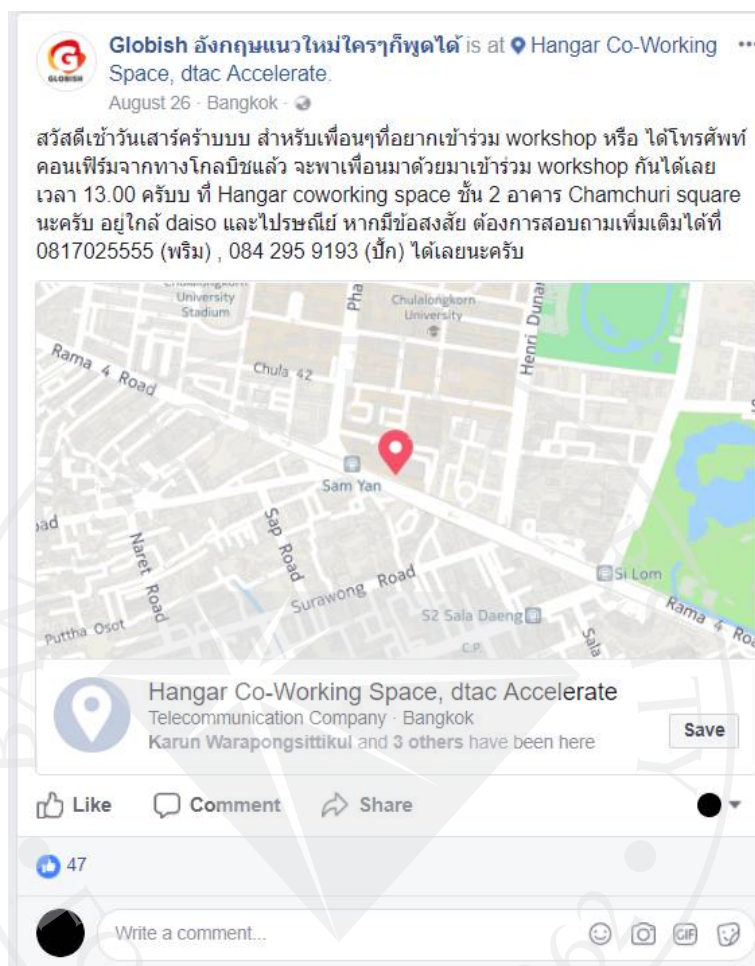 Globish อังกฤษแนวใหม่ใครๆก็พูดได้ is at Hangar Co-Working
Space, dtac Accelerate.
August 26 · Bangkok ·
GLOBISH
สวัสดีเช้าวันเสาร์คร้าบบบ สำหรับเพื่อนๆที่อยากเข้าร่วม workshop หรือ ได้โทรศัพท์
คอนเฟิร์มจากทางโกลบิชแล้ว จะพาเพื่อนมาด้วยมาเข้าร่วม workshop กันได้เลย
เวลา 13.00 ครับบ ที่ Hangar coworking space ชั้น 2 อาคาร Chamchuri square
นะครับ อยู่ใกล้ daiso และไปรษณีย์ หากมีข้อสงสัย ต้องการสอบถามเพิ่มเติมได้ที่
0817025555 (พริม) , 084 295 9193 (ปั๊ก) ได้เลยนะครับ
University
Stadium
Pha
Chulalongkorn
University
Henri Dunai
Rama 4 Road
Chula 42
Sam Yan
Naret Road
Sap Road
Surawong Road
Si Lom
S2 Sala Daeng
Rama 4 Roa
Puttha Osot
Sala
C.P.
Hangar Co-Working Space, dtac Accelerate
Telecommunication Company · Bangkok
Karun Warapongsittikul and 3 others have been here
Save
Like Comment Share
47
Write a comment...
GIF